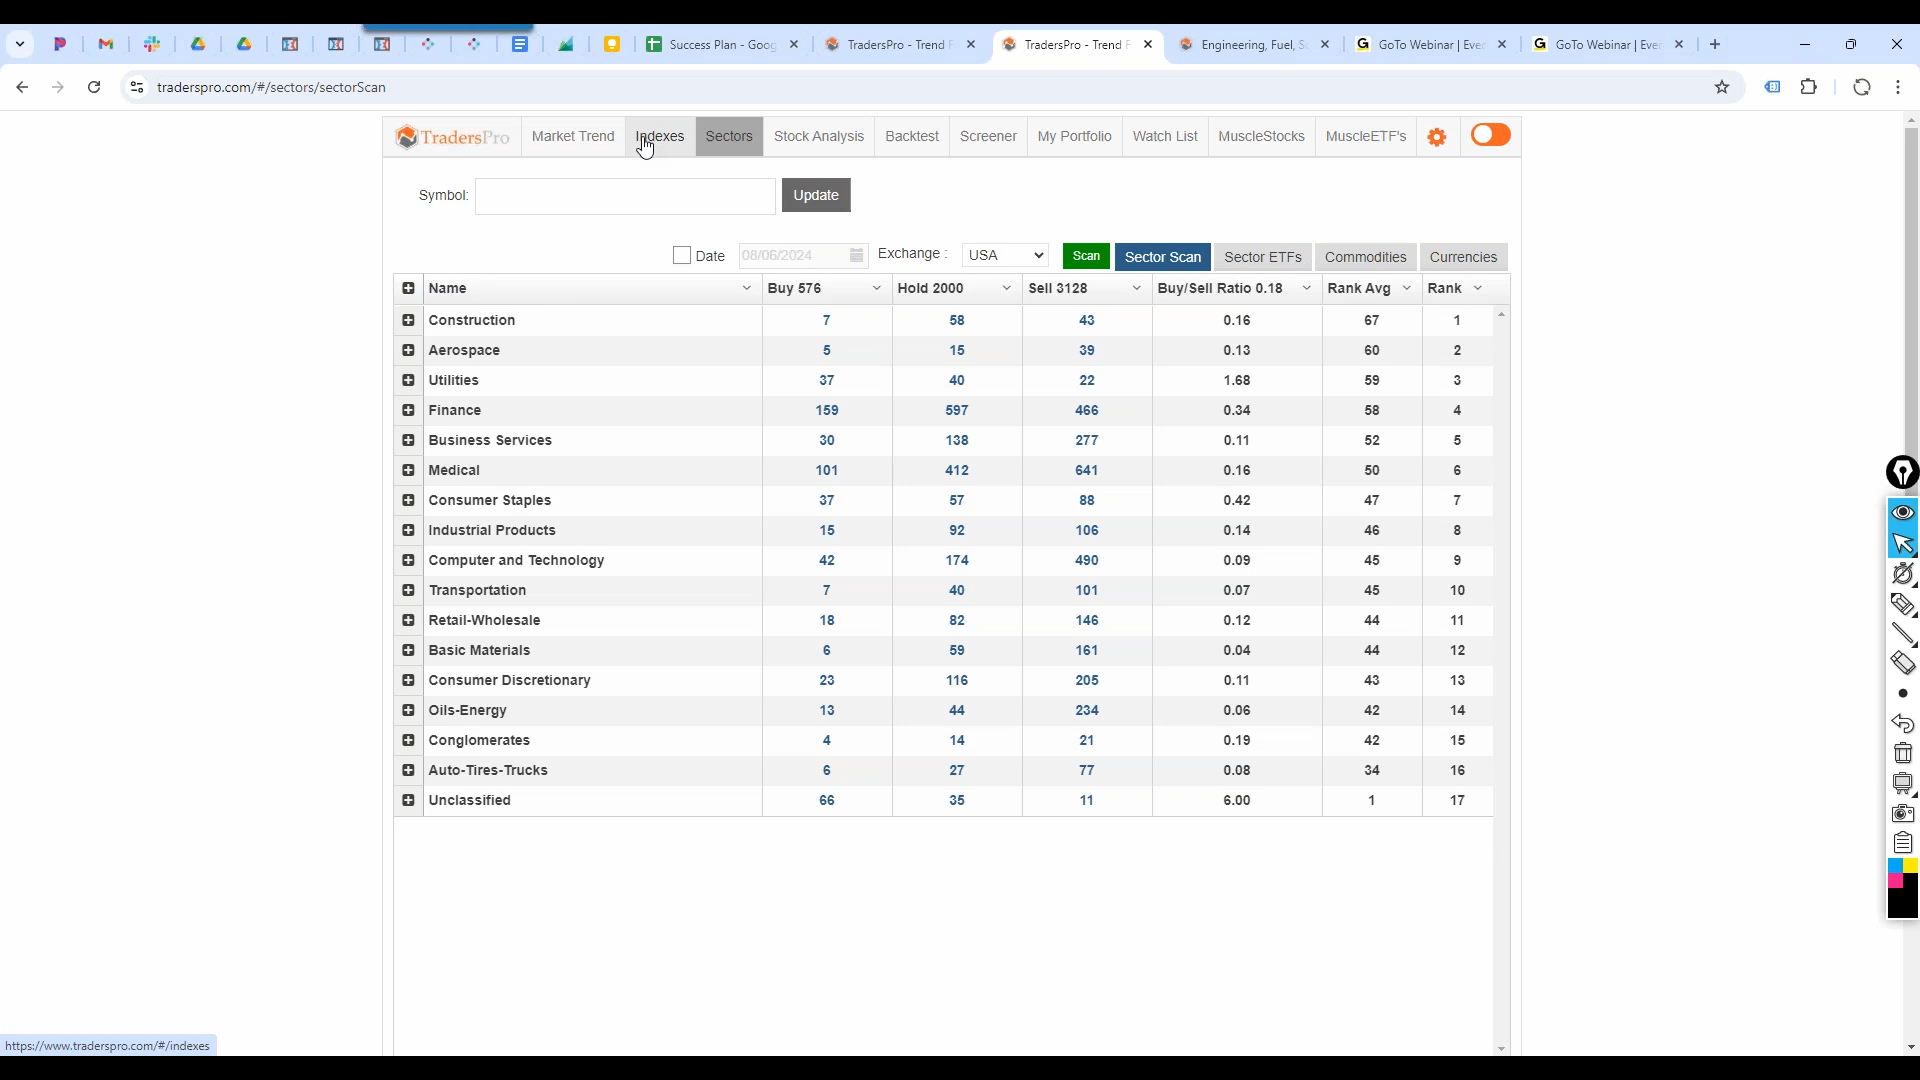 Success Plan - Goog
TradersPro - Trend F
TradersPro - Trend F
Engineering, Fuel, S
GoTo Webinar | Ever
GoTo Webinar | Ever
traderspro.com/#/sectors/sectorScan
TradersPro Market Trend Indexes Sectors Stock Analysis Backtest Screener My Portfolio Watch List MuscleStocks MuscleETF's
Symbol: Update
Date 08/06/2024 Exchange : USA Scan Sector Scan Sector ETFs Commodities Currencies
Name Buy 576 Hold 2000 Sell 3128 Buy/Sell Ratio 0.18 Rank Avg Rank
Construction 7 58 43 0.16 67 1
Aerospace 5 15 39 0.13 60 2
Utilities 37 40 22 1.68 59 3
Finance 159 597 466 0.34 58 4
Business Services 30 138 277 0.11 52 5
Medical 101 412 641 0.16 50 6
Consumer Staples 37 57 88 0.42 47 7
Industrial Products 15 92 106 0.14 46 8
Computer and Technology 42 174 490 0.09 45 9
Transportation 7 40 101 0.07 45 10
Retail-Wholesale 18 82 146 0.12 44 11
Basic Materials 6 59 161 0.04 44 12
Consumer Discretionary 23 116 205 0.11 43 13
Oils-Energy 13 44 234 0.06 42 14
Conglomerates 4 14 21 0.19 42 15
Auto-Tires-Trucks 6 27 77 0.08 34 16
Unclassified 66 35 11 6.00 1 17
https://www.traderspro.com/#/indexes